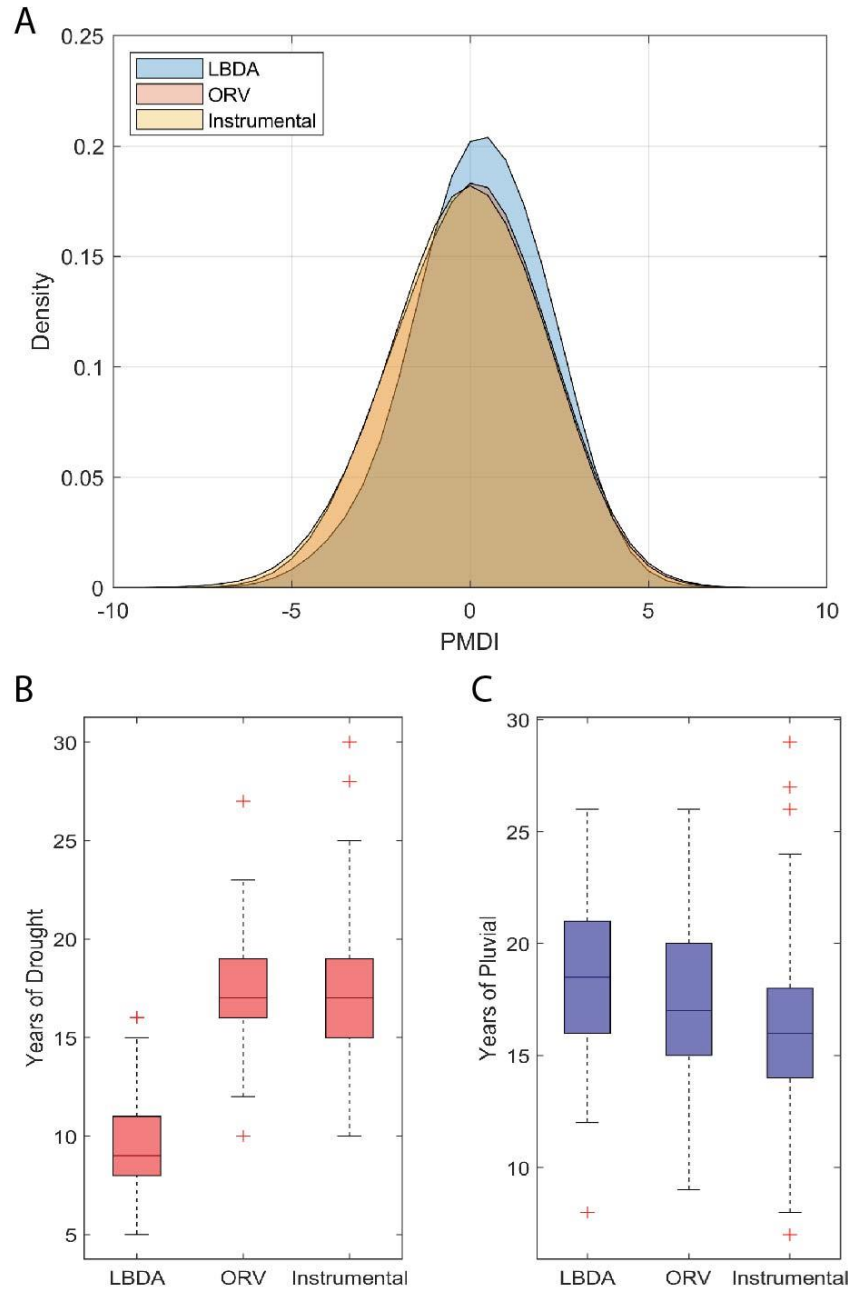 A
0.25
LBDA
ORV
Instrumental
0.2
0.15
Density
0.1
0.05
0
-10
-5
0
5
10
PMDI
B
C
30
25
20
15
10
5
Years of Drought
LBDA
ORV
Instrumental
30
25
20
15
10
Years of Pluvial
LBDA
ORV
Instrumental